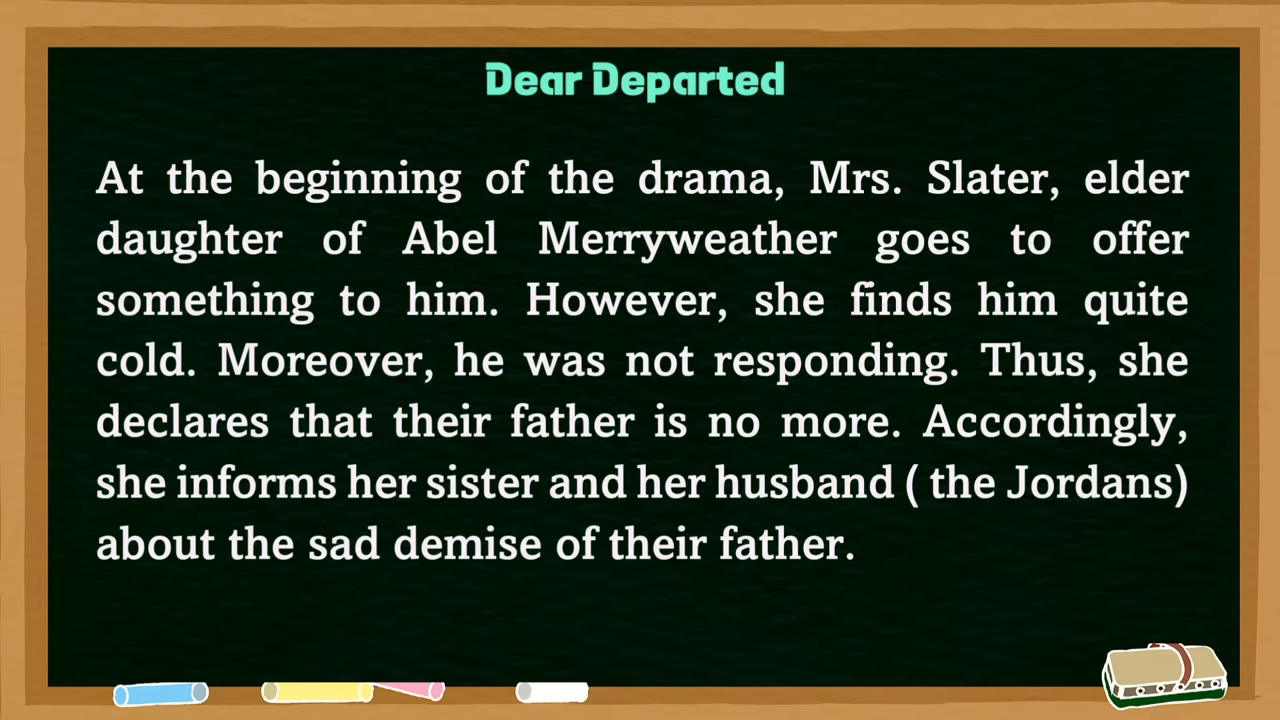 Dear Departed
At the beginning of the drama, Mrs. Slater, elder
daughter of Abel Merryweather goes to offer
something to him. However, she finds him quite
cold. Moreover, he was not responding. Thus, she
declares that their father is no more. Accordingly,
she informs her sister and her husband ( the Jordans)
about the sad demise of their father.